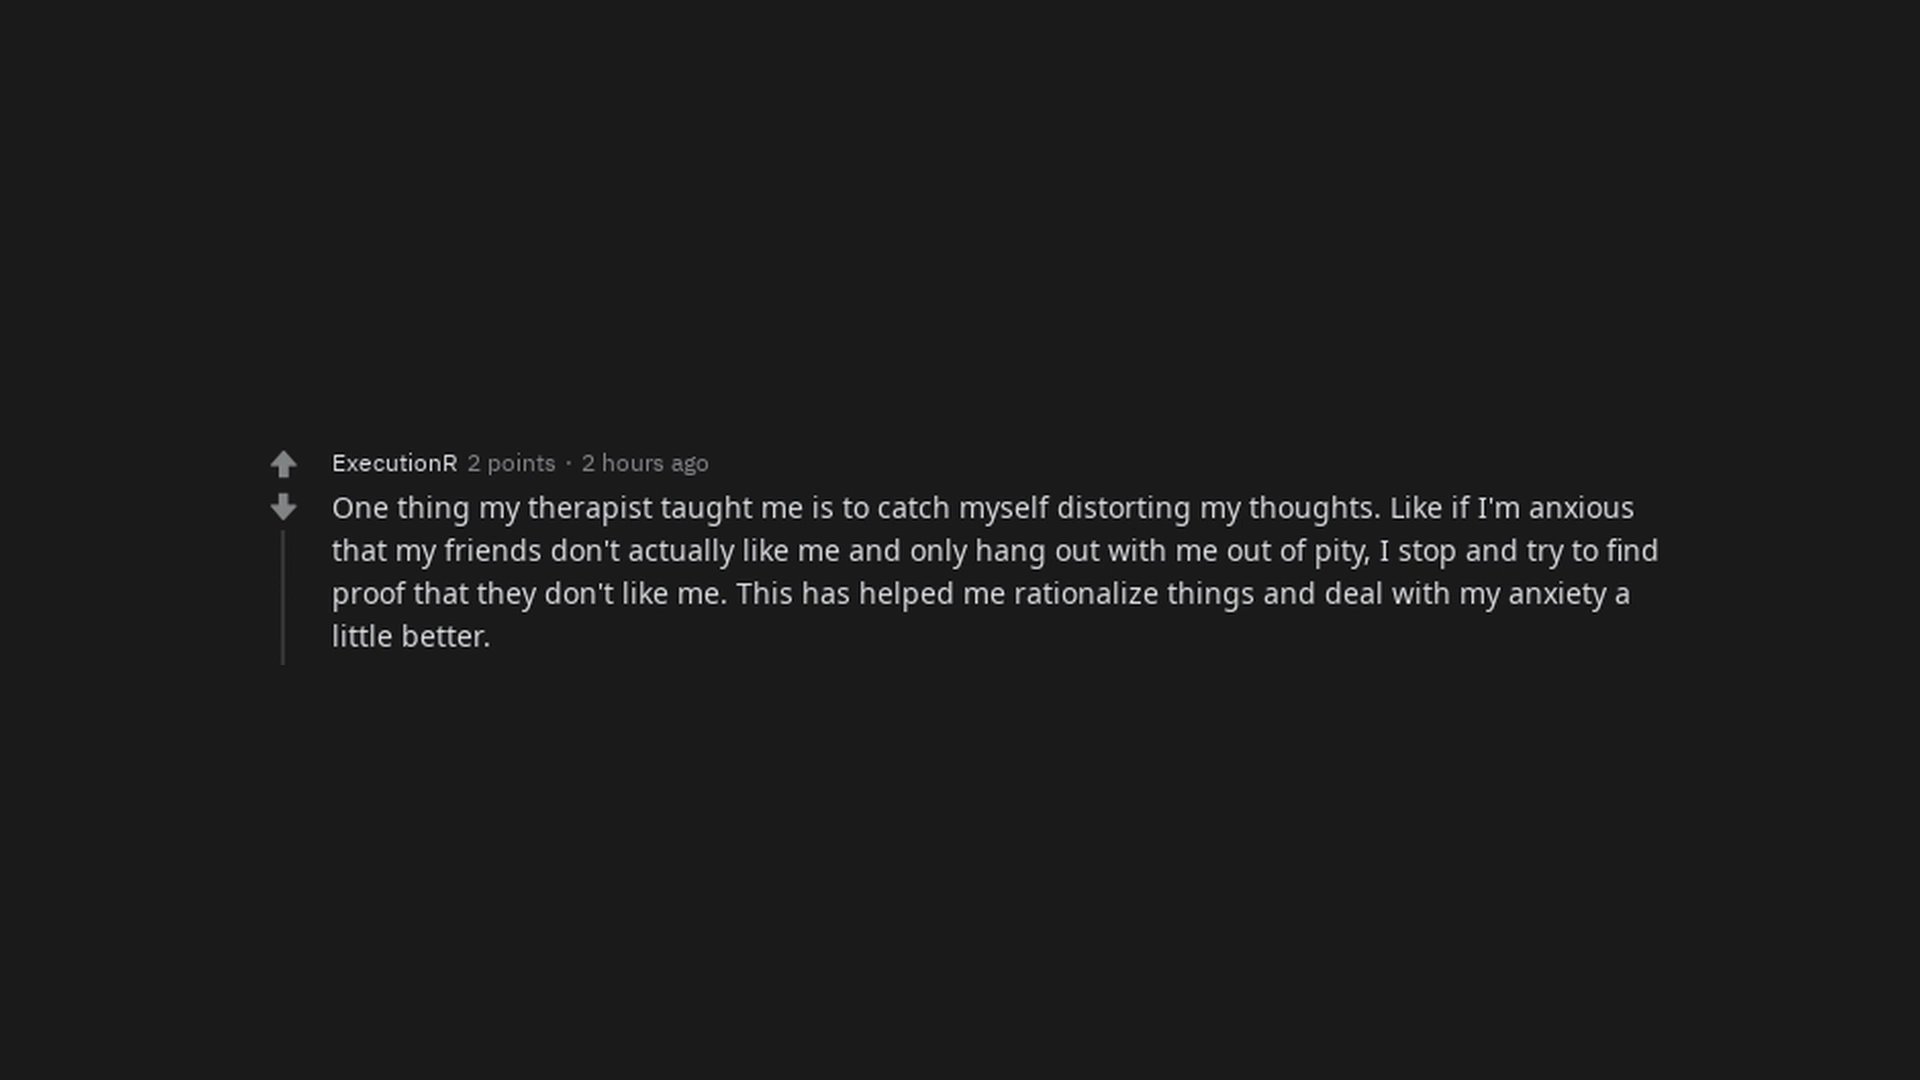 ExecutionR 2 points · 2 hours ago
One thing my therapist taught me is to catch myself distorting my thoughts. Like if I'm anxious
that my friends don't actually like me and only hang out with me out of pity, I stop and try to find
proof that they don't like me. This has helped me rationalize things and deal with my anxiety a
little better.